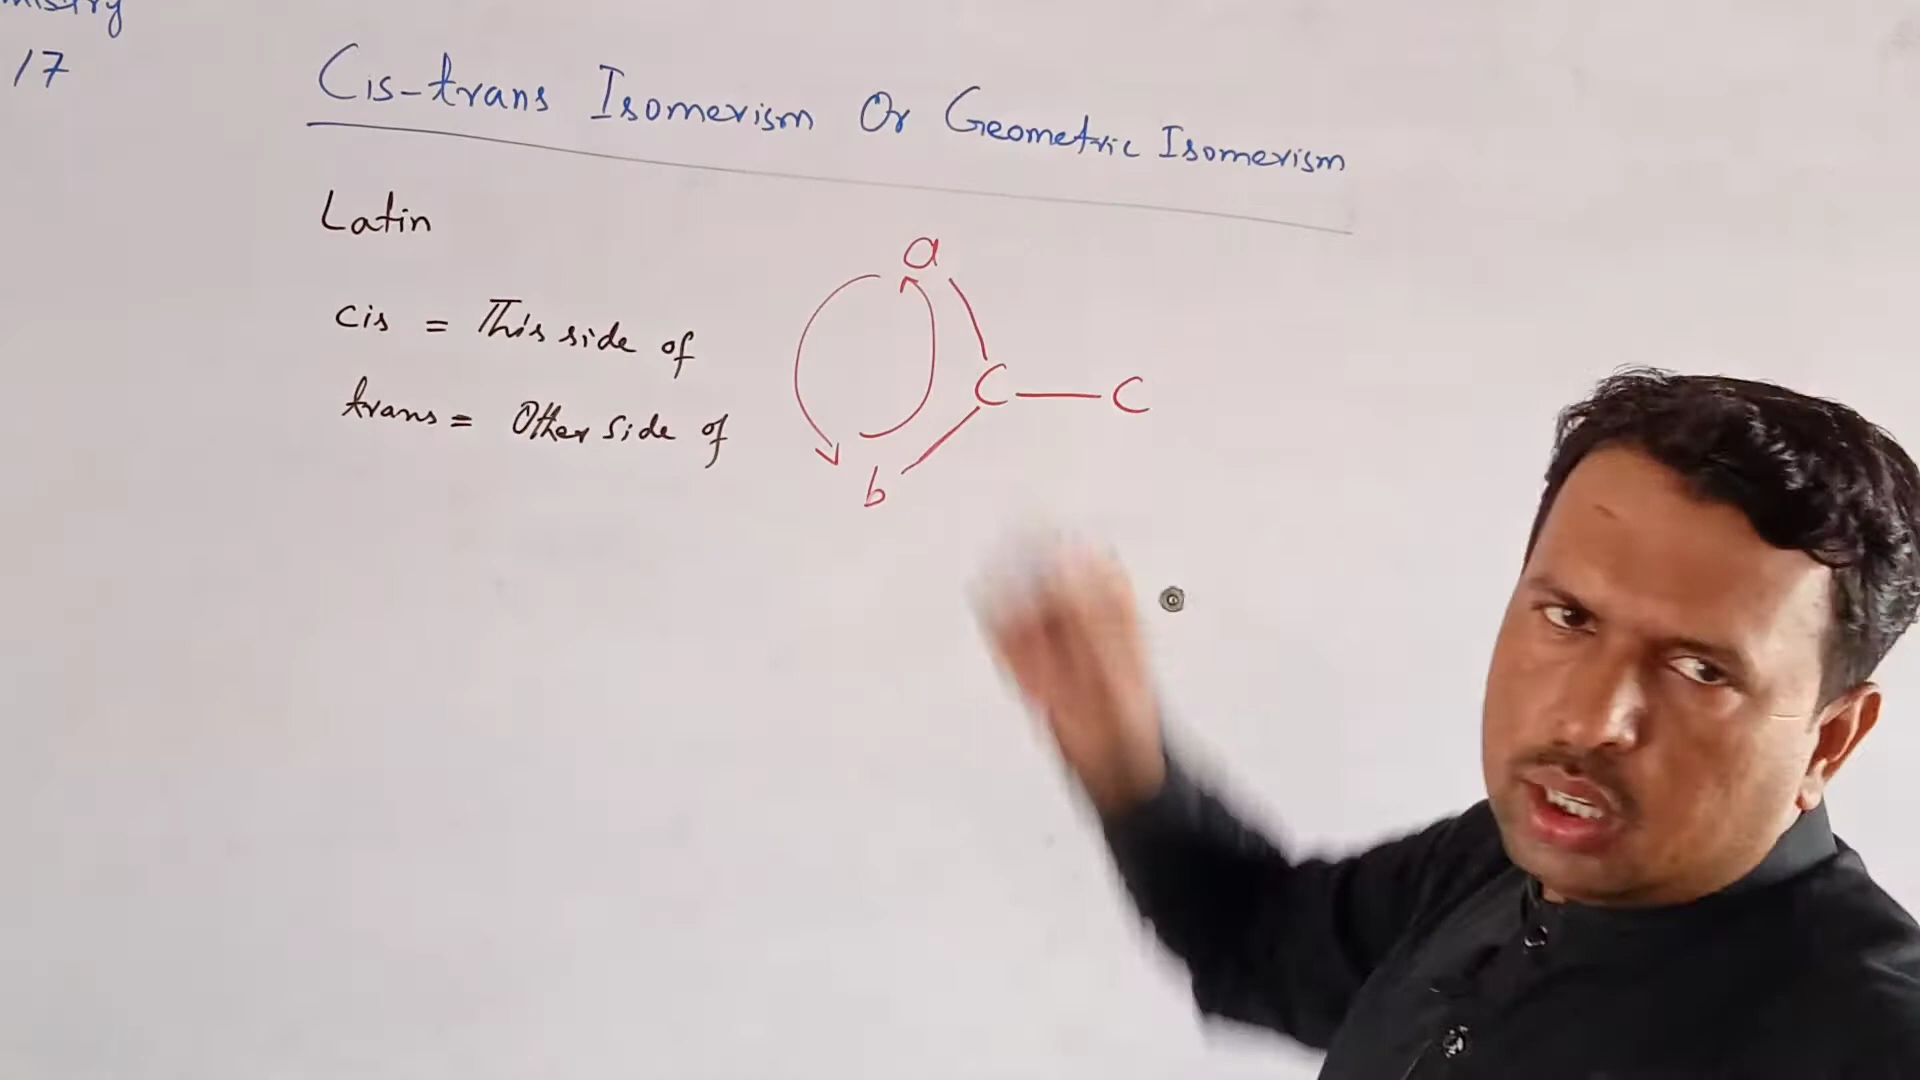 17
Cis-trans Isomerism Or Geometric Isomerism
Latin
cis = This side of
trans = Other side of
a
C — C
b